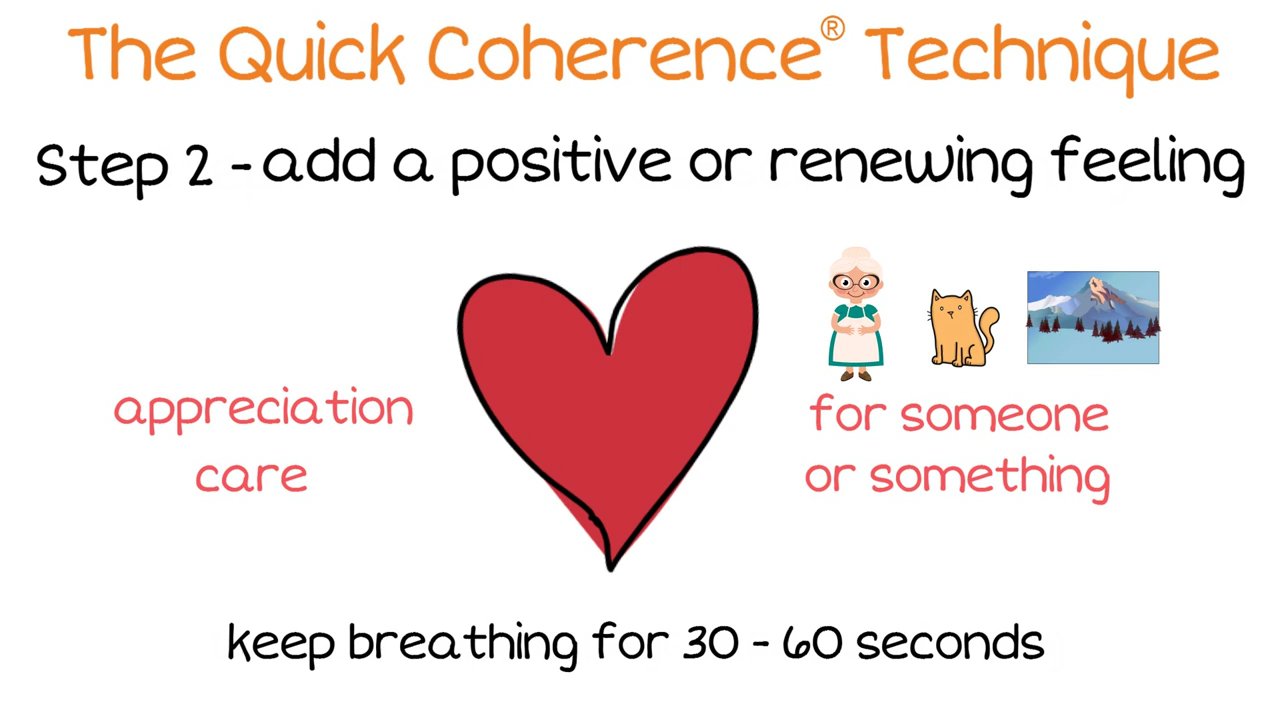 The Quick Coherence® Technique
Step 2 - add a positive or renewing feeling
appreciation
care
for someone
or something
keep breathing for 30 - 60 seconds